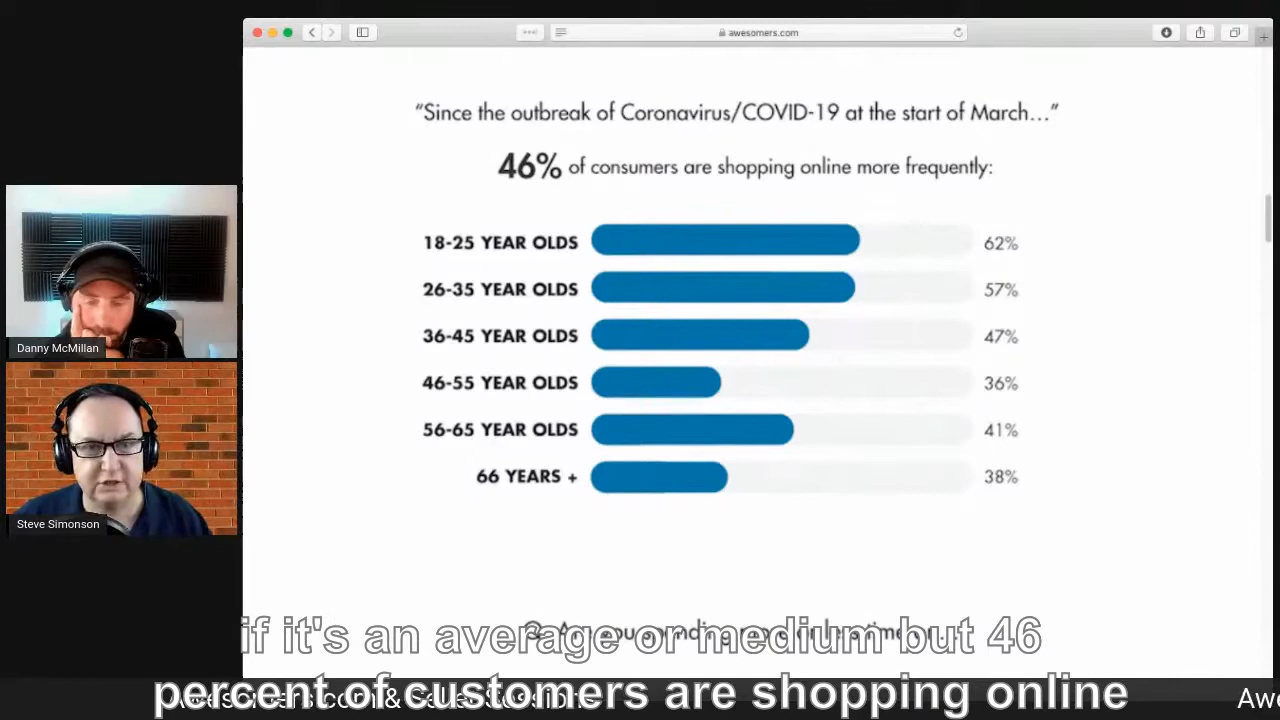 awesomers.com
“Since the outbreak of Coronavirus/COVID-19 at the start of March...”
46% of consumers are shopping online more frequently:
18-25 YEAR OLDS 62%
26-35 YEAR OLDS 57%
36-45 YEAR OLDS 47%
46-55 YEAR OLDS 36%
56-65 YEAR OLDS 41%
66 YEARS + 38%
Danny McMillan
Steve Simonson
if it's an average or medium but 46
percent of customers are shopping online
Awe